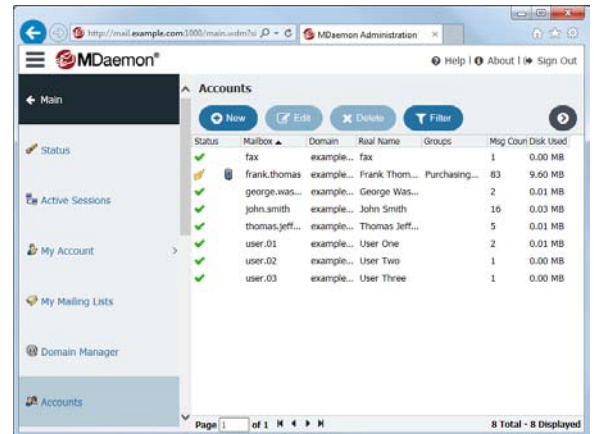 http://mail.example.com:1000/main.wdm?si
MDaemon Administration
MDaemon®
Help | About | Sign Out
Main
Status
Active Sessions
My Account
My Mailing Lists
Domain Manager
Accounts
Accounts
New Edit Delete Filter
Status Mailbox Domain Real Name Groups Msg Coun Disk Used
fax example... fax 1 0.00 MB
frank.thomas example... Frank Thom... Purchasing... 83 9.60 MB
george.was... example... George Was... 2 0.01 MB
john.smith example... John Smith 16 0.03 MB
thomas.jeff... example... Thomas Jeff... 5 0.01 MB
user.01 example... User One 2 0.01 MB
user.02 example... User Two 1 0.00 MB
user.03 example... User Three 1 0.00 MB
Page 1 of 1
8 Total - 8 Displayed